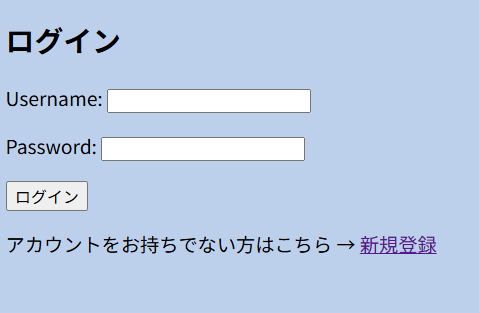 ログイン
Username:
Password:
ログイン
アカウントをお持ちでない方はこちら → 新規登録